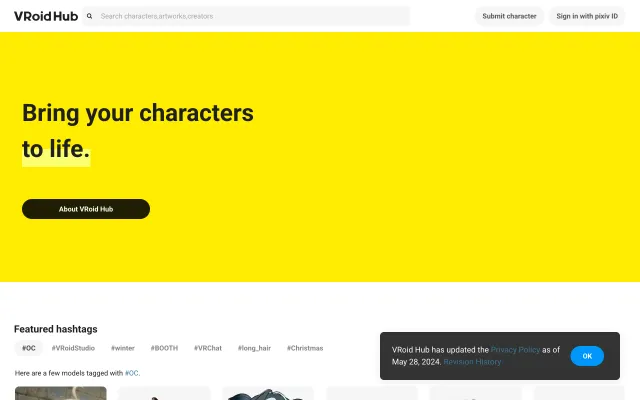 VRoid Hub
Search characters,artworks,creators
Submit character
Sign in with pixiv ID
Bring your characters
to life.
About VRoid Hub
Featured hashtags
#OC #VRoidStudio #winter #BOOTH #VRChat #long_hair #Christmas
Here are a few models tagged with #OC.
VRoid Hub has updated the Privacy Policy as of
May 28, 2024. Revision History
OK